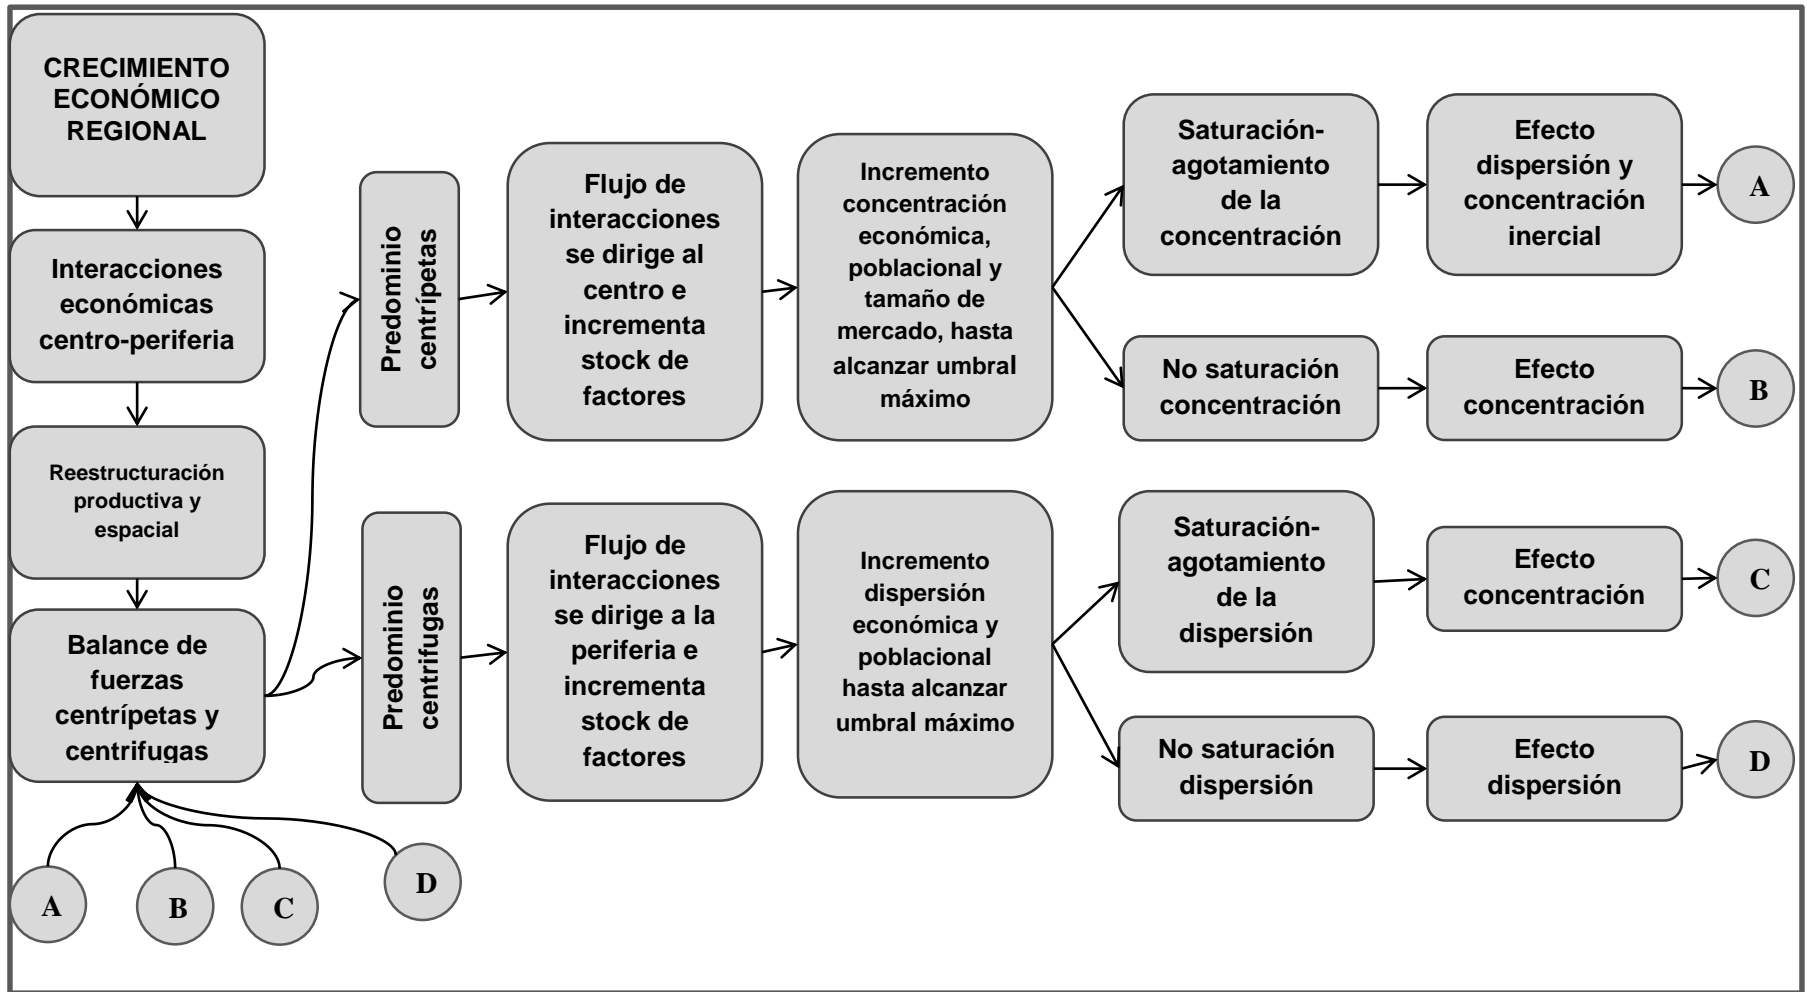 CRECIMIENTO
ECONÓMICO
REGIONAL
Interacciones
económicas
centro-periferia
Reestructuración
productiva y
espacial
Balance de
fuerzas
centrípetas y
centrifugas
Predominio
centrípetas
Flujo de
interacciones
se dirige al
centro e
incrementa
stock de
factores
Incremento
concentración
económica,
poblacional y
tamaño de
mercado, hasta
alcanzar umbral
máximo
Saturación-
agotamiento
de la
concentración
Efecto
dispersión y
concentración
inercial
A
No saturación
concentración
Efecto
concentración
B
Predominio
centrifugas
Flujo de
interacciones
se dirige a la
periferia e
incrementa
stock de
factores
Incremento
dispersión
económica y
poblacional
hasta alcanzar
umbral máximo
Saturación-
agotamiento
de la
dispersión
Efecto
concentración
C
No saturación
dispersión
Efecto
dispersión
D
A
B
C
D